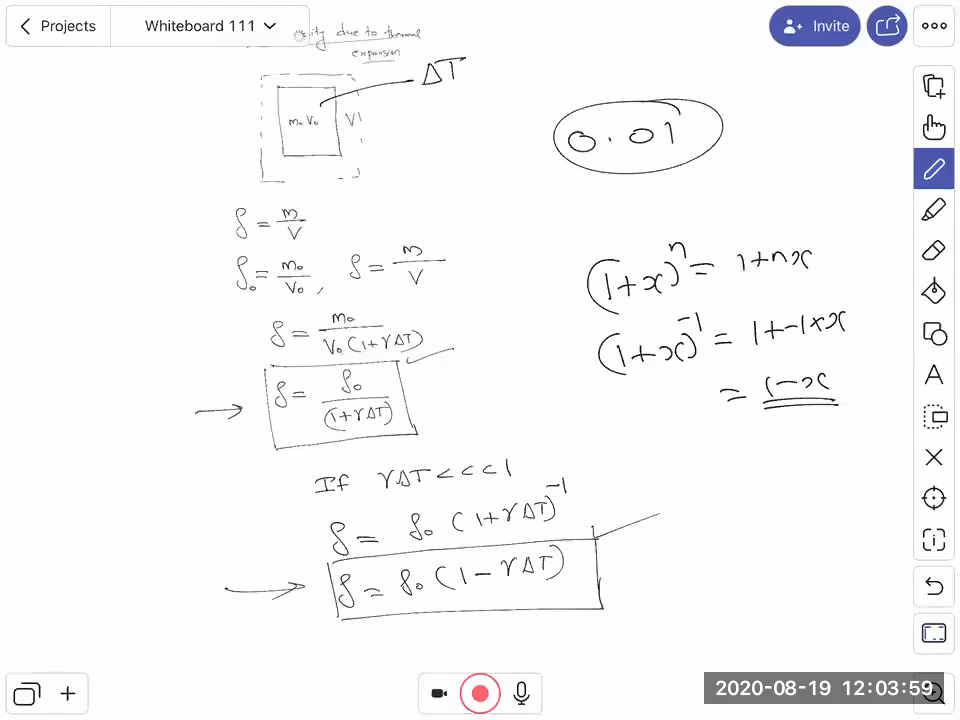 Projects
Whiteboard 111
Invite
due to thermal
expansion
ΔT
m₀ V₀
V'
0.01
ρ = m/V
ρ₀ = m₀/V₀ , ρ = m/V
ρ = m₀/V₀(1+γΔT)
ρ = ρ₀/(1+γΔT)
If γΔT <<<1
ρ = ρ₀ (1+γΔT)⁻¹
ρ = ρ₀ (1-γΔT)
(1+x)ⁿ = 1+nx
(1+x)⁻¹ = 1+-1×x
= 1-x
A
2020-08-19 12:03:59